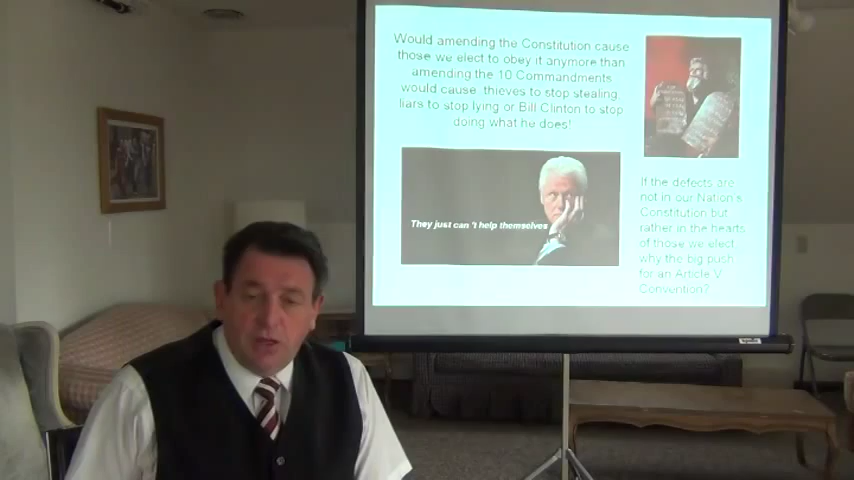 Would amending the Constitution cause
those we elect to obey it anymore than
amending the 10 Commandments
would cause thieves to stop stealing,
liars to stop lying or Bill Clinton to stop
doing what he does!
They just can't help themselves
If the defects are
not in our Nation's
Constitution but
rather in the hearts
of those we elect
why the big push
for an Article V
Convention?